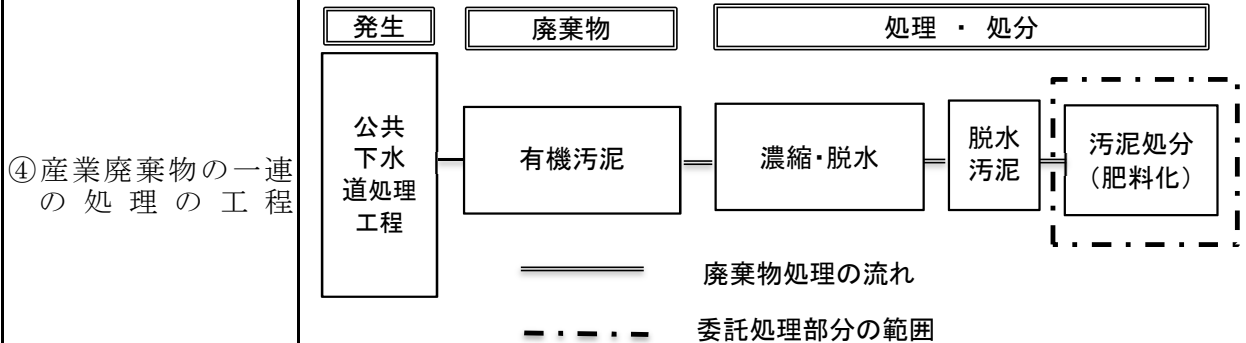 発生
廃棄物
処理 ・ 処分
④産業廃棄物の一連
の処理の工程
公共
下水
道処理
工程
有機汚泥
濃縮・脱水
脱水
汚泥
汚泥処分
（肥料化）
廃棄物処理の流れ
委託処理部分の範囲